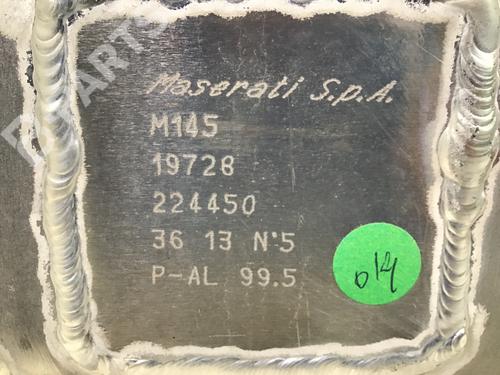 Maserati S.p.A.
M145
19728
224450
36 13 N°5
P-AL 99.5
014